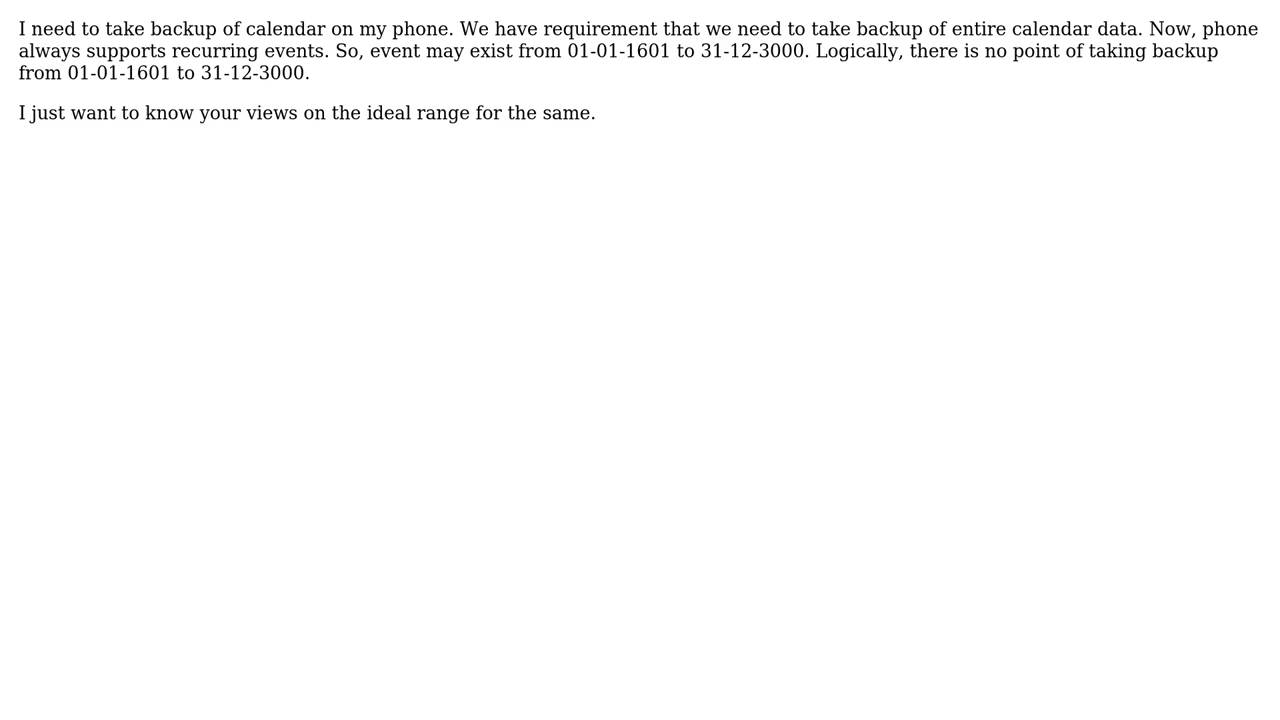 I need to take backup of calendar on my phone. We have requirement that we need to take backup of entire calendar data. Now, phone
always supports recurring events. So, event may exist from 01-01-1601 to 31-12-3000. Logically, there is no point of taking backup
from 01-01-1601 to 31-12-3000.
I just want to know your views on the ideal range for the same.